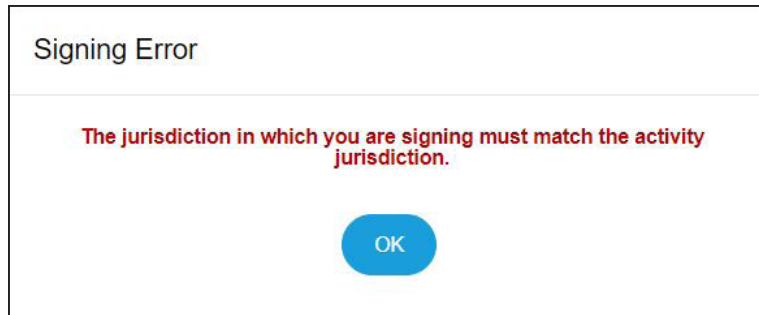 Signing Error
The jurisdiction in which you are signing must match the activity
jurisdiction.
OK